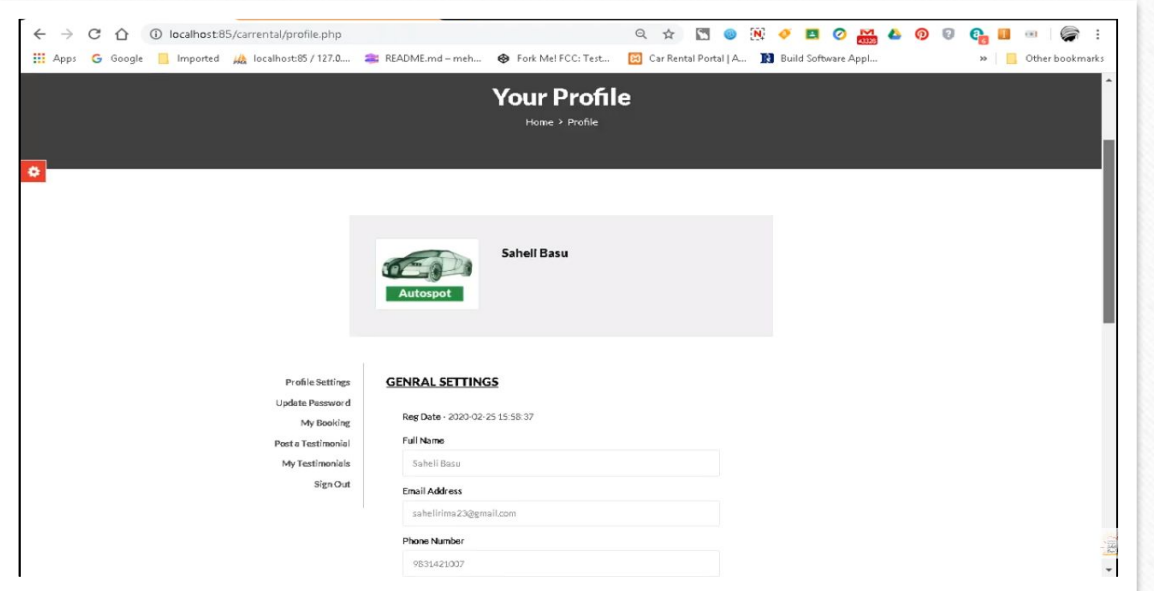 localhost:85/carrental/profile.php
Apps Google Imported localhost:85 / 127.0.... README.md – meh... Fork Me! FCC: Test... Car Rental Portal | A... Build Software Appl... » Other bookmarks
Your Profile
Home > Profile
Saheli Basu
Autospot
Profile Settings
Update Password
My Booking
Post a Testimonial
My Testimonials
Sign Out
GENRAL SETTINGS
Reg Date - 2020-02-25 15:58:37
Full Name
Saheli Basu
Email Address
sahelirima23@gmail.com
Phone Number
9831421007